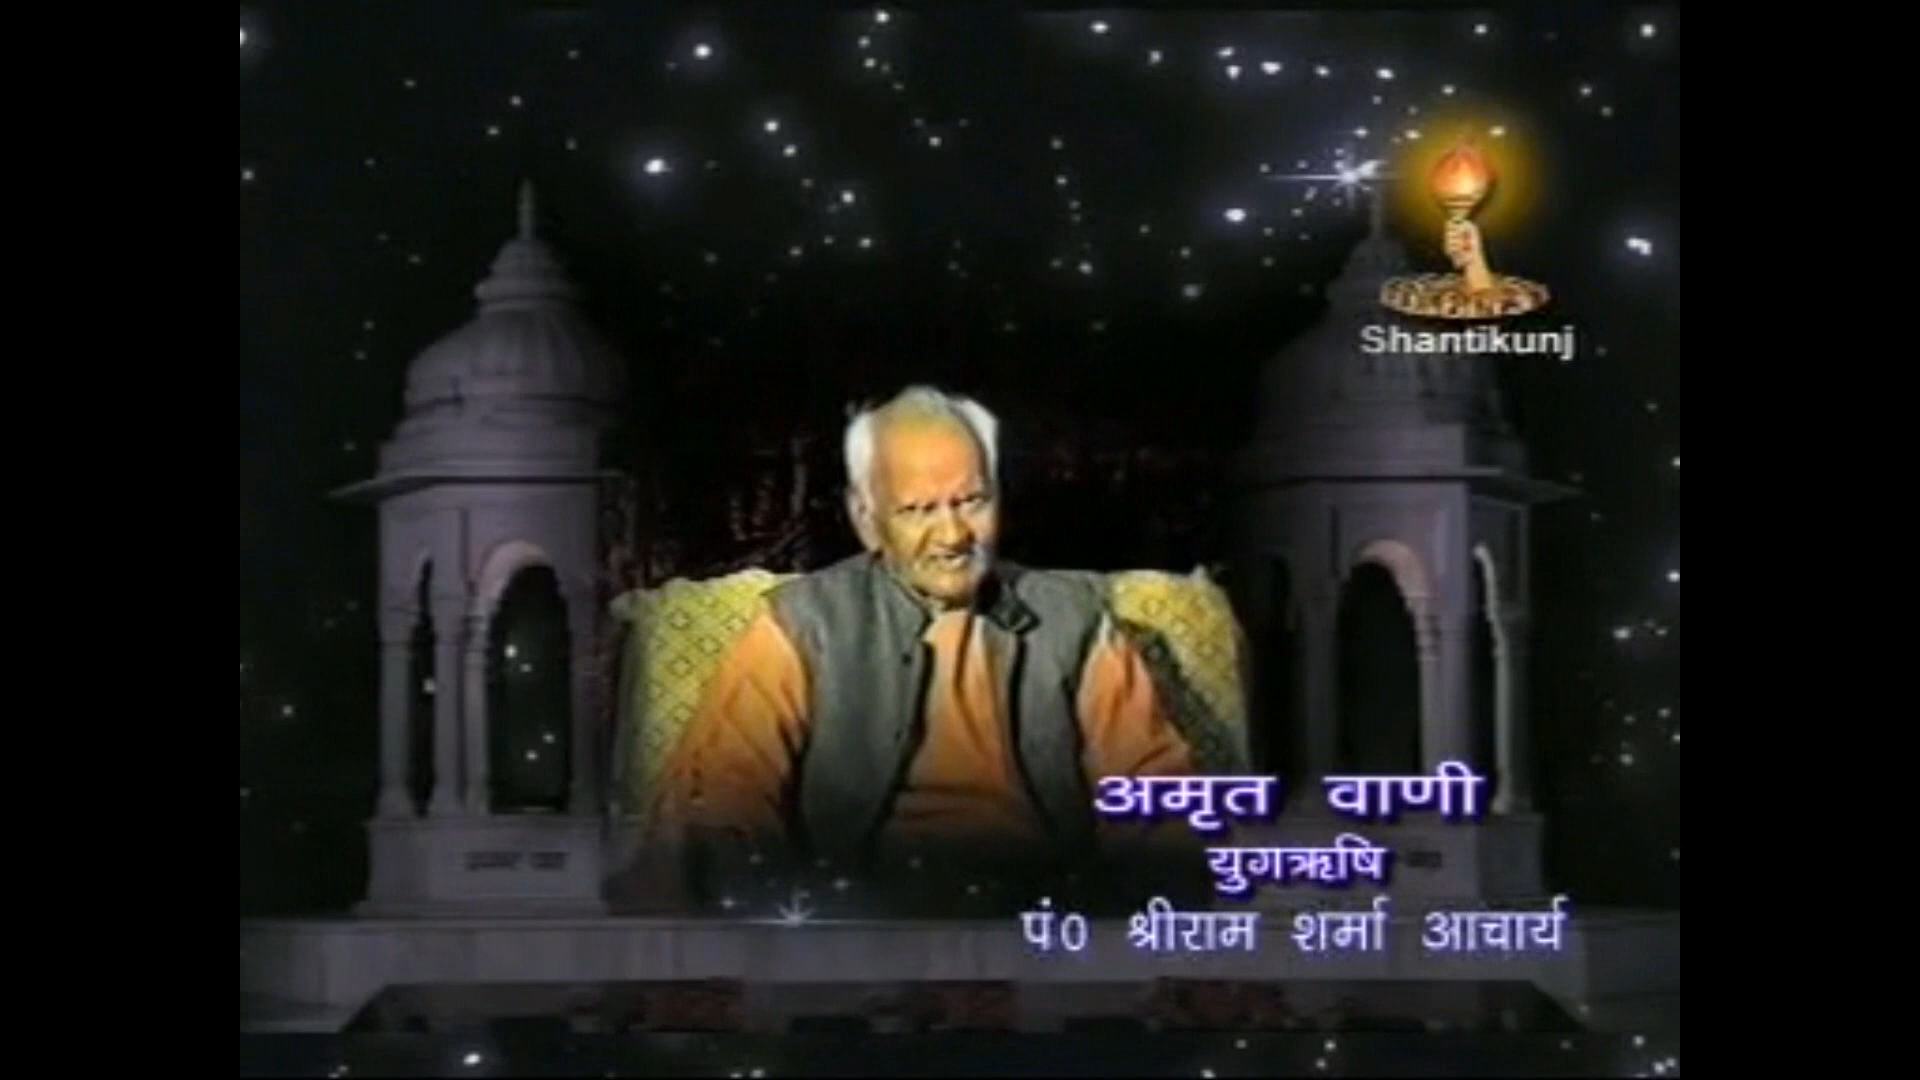 Shantikunj
अमृत वाणी
युगऋषि
पं0 श्रीराम शर्मा आचार्य